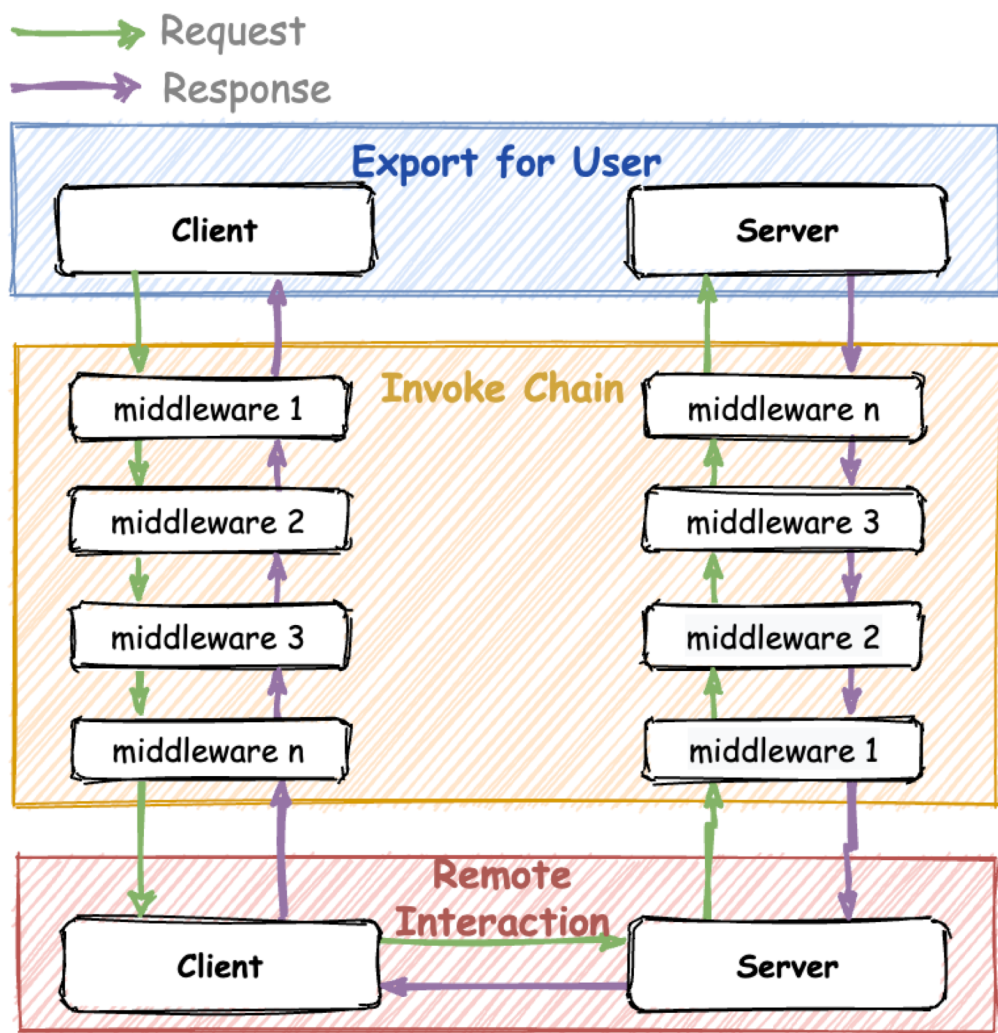 Request
Response
Export for User
Client
Server
Invoke Chain
middleware 1
middleware n
middleware 2
middleware 3
middleware 3
middleware 2
middleware n
middleware 1
Remote
Interaction
Client
Server